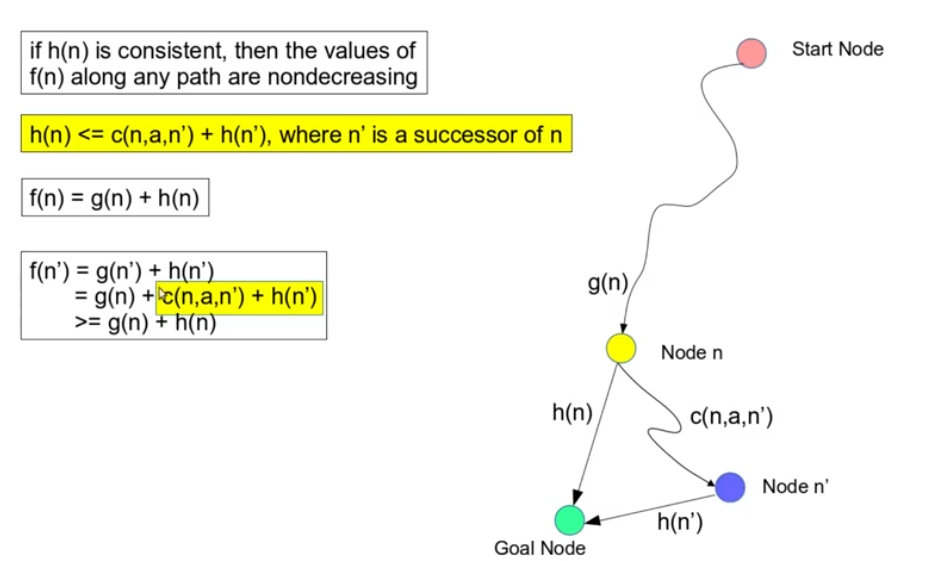 if h(n) is consistent, then the values of
f(n) along any path are nondecreasing
h(n) <= c(n,a,n’) + h(n’), where n’ is a successor of n
f(n) = g(n) + h(n)
f(n’) = g(n’) + h(n’)
= g(n) + c(n,a,n’) + h(n’)
>= g(n) + h(n)
Start Node
g(n)
Node n
h(n)
c(n,a,n’)
Node n’
h(n’)
Goal Node